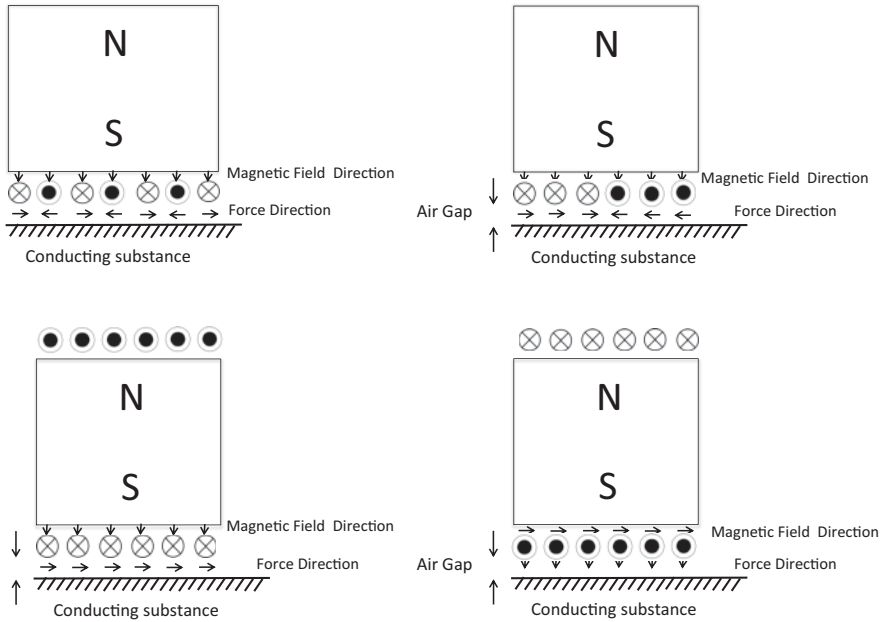 N
S
Magnetic Field Direction
Force Direction
Conducting substance
N
S
Magnetic Field Direction
Air Gap
Force Direction
Conducting substance
N
S
Magnetic Field Direction
Force Direction
Conducting substance
N
S
Magnetic Field Direction
Air Gap
Force Direction
Conducting substance